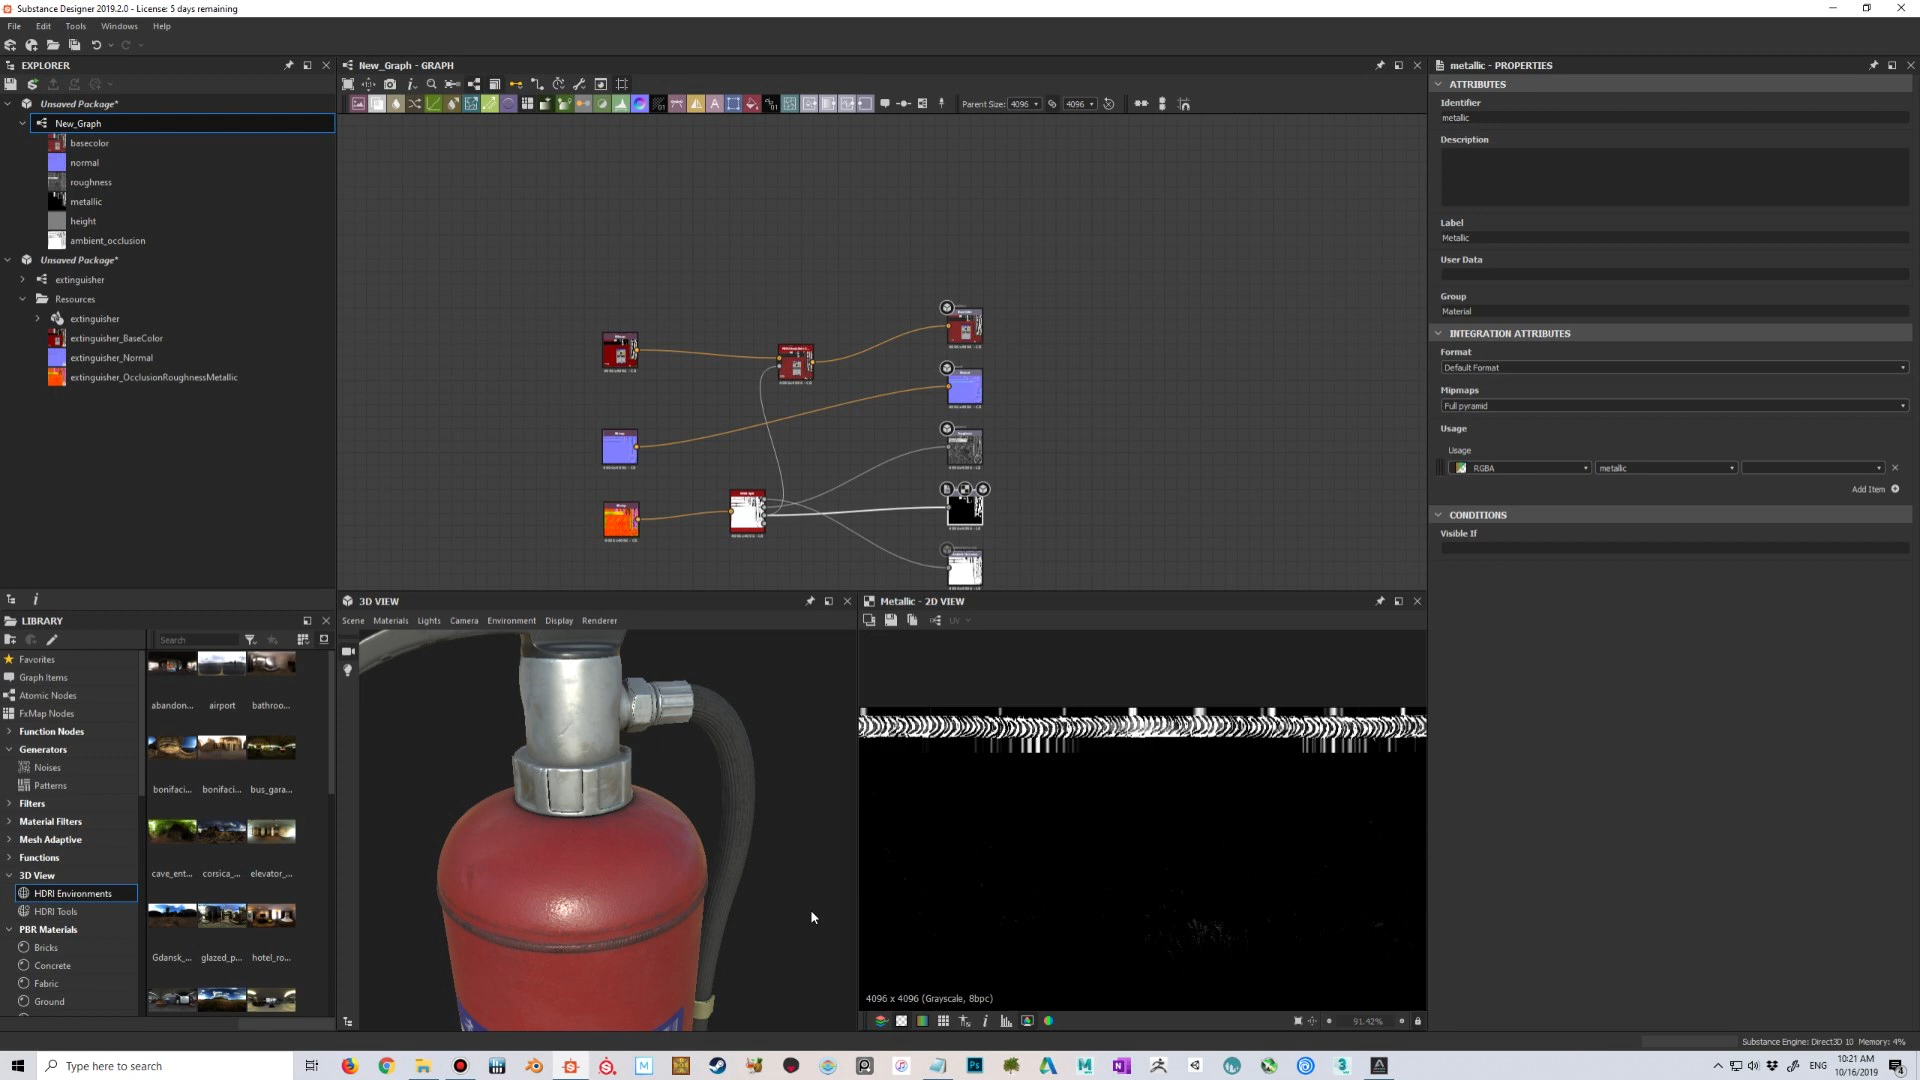 Substance Designer 2019.2.0 - License: 5 days remaining
File Edit Tools Windows Help
EXPLORER
Unsaved Package*
New_Graph
basecolor
normal
roughness
metallic
height
ambient_occlusion
Unsaved Package*
extinguisher
Resources
extinguisher
extinguisher_BaseColor
extinguisher_Normal
extinguisher_OcclusionRoughnessMetallic
LIBRARY
Search
Favorites
Graph Items
Atomic Nodes
FxMap Nodes
Function Nodes
Generators
Noises
Patterns
Filters
Material Filters
Mesh Adaptive
Functions
3D View
HDRI Environments
HDRI Tools
PBR Materials
Bricks
Concrete
Fabric
Ground
abandon... airport bathroo...
bonifaci... bonifaci... bus_gara...
cave_ent... corsica_... elevator_...
Gdansk_... glazed_p... hotel_ro...
New_Graph - GRAPH
Parent Size: 4096 4096
3D VIEW
Scene Materials Lights Camera Environment Display Renderer
Metallic - 2D VIEW
UV
4096 x 4096 (Grayscale, 8bpc)
91.42%
metallic - PROPERTIES
ATTRIBUTES
Identifier
metallic
Description
Label
Metallic
User Data
Group
Material
INTEGRATION ATTRIBUTES
Format
Default Format
Mipmaps
Full pyramid
Usage
Usage
RGBA metallic
Add Item
CONDITIONS
Visible If
Substance Engine: Direct3D 10 Memory: 4%
Type here to search
ENG
10:21 AM
10/16/2019